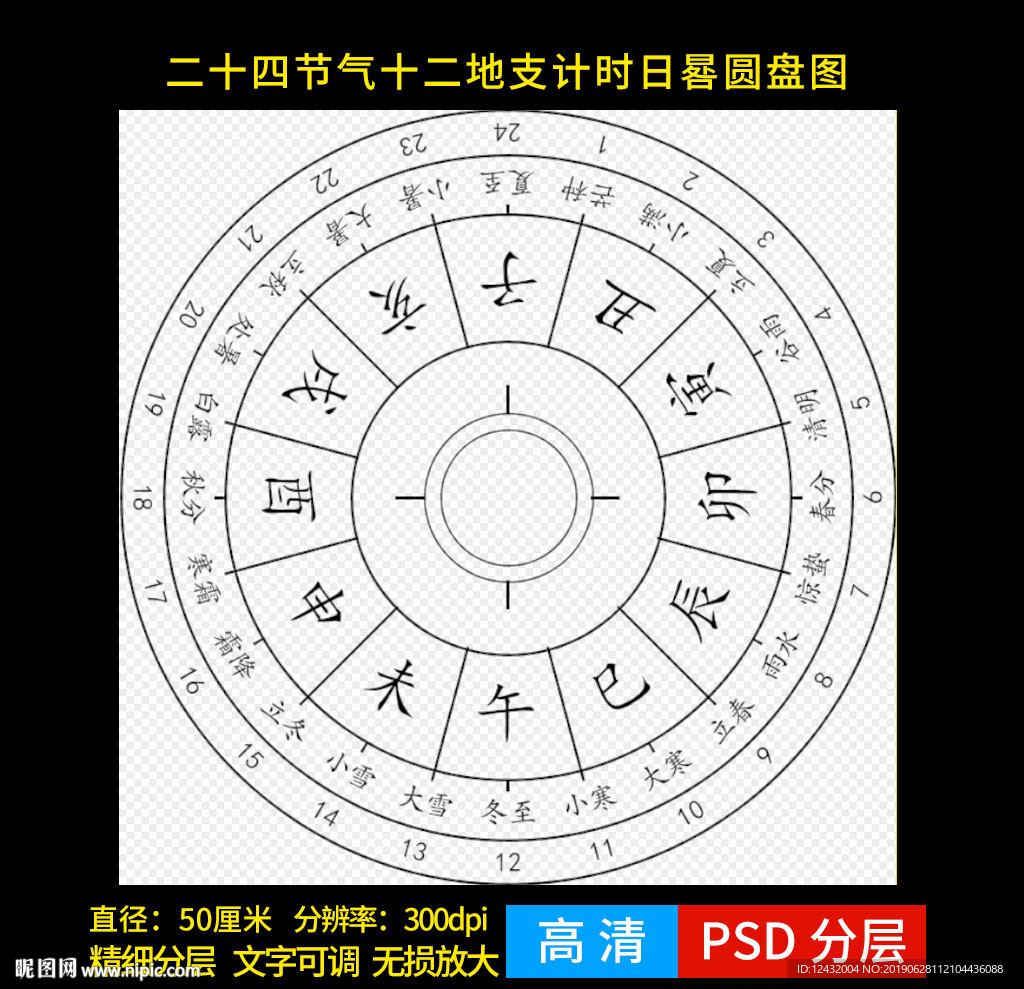 二十四节气十二地支计时日晷圆盘图
24
1
2
3
4
5
6
7
8
9
10
11
12
13
14
15
16
17
18
19
20
21
22
23
夏至
芒种
小满
立夏
谷雨
清明
春分
惊蛰
雨水
立春
大寒
小寒
冬至
大雪
小雪
立冬
霜降
寒霜
秋分
白露
处暑
立秋
大暑
小暑
子
丑
寅
卯
辰
巳
午
未
申
酉
戌
亥
直径：50厘米 分辨率：300dpi
精细分层 文字可调 无损放大
高清
PSD 分层
昵图网 www.nipic.com
ID:12432004 NO:20190628112104436088